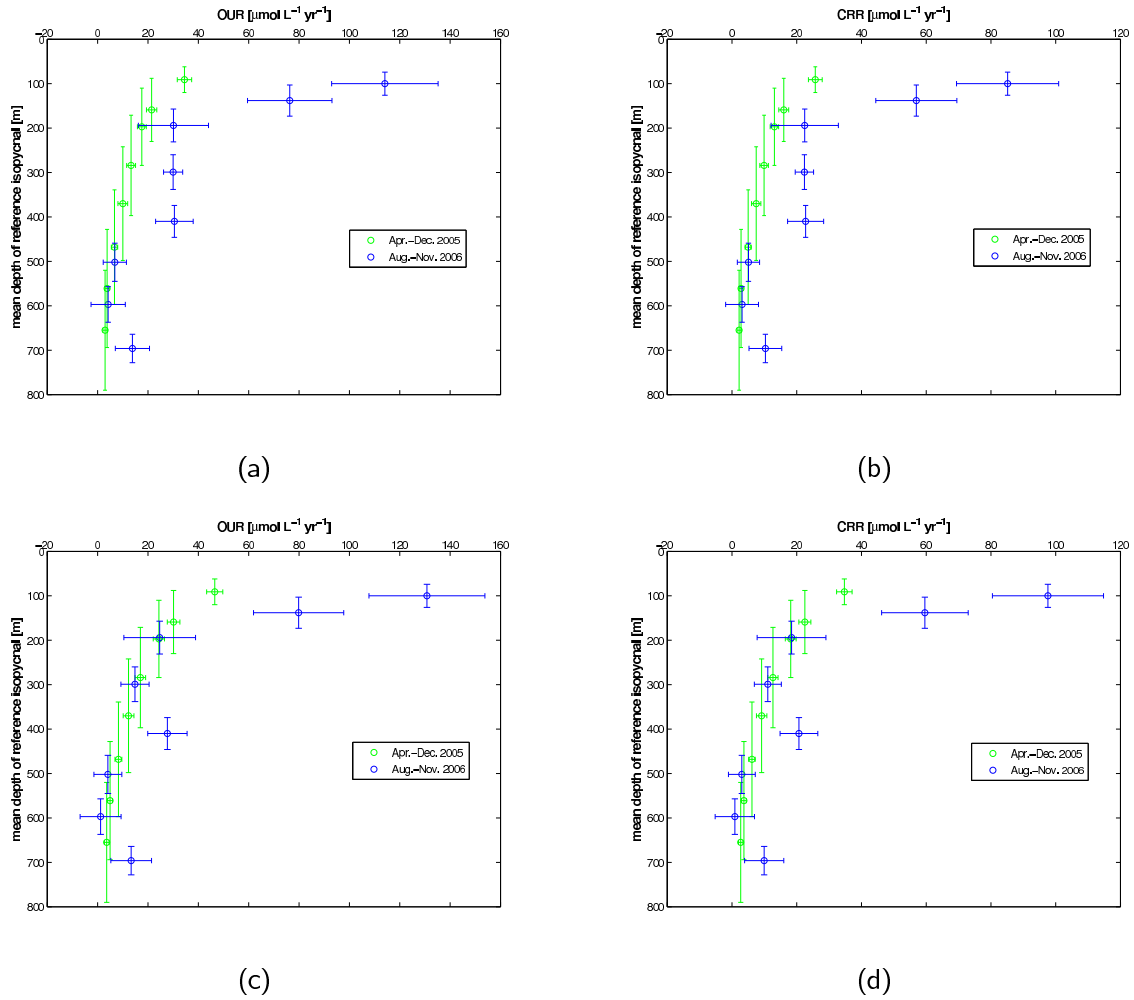 OUR [μmol L⁻¹ yr⁻¹]
−20 0 20 40 60 80 100 120 140 160
0
100
200
300
400
500
600
700
800
mean depth of reference isopycnal [m]
Apr.−Dec. 2005
Aug.−Nov. 2006
(a)
CRR [μmol L⁻¹ yr⁻¹]
−20 0 20 40 60 80 100 120
0
100
200
300
400
500
600
700
800
mean depth of reference isopycnal [m]
Apr.−Dec. 2005
Aug.−Nov. 2006
(b)
OUR [μmol L⁻¹ yr⁻¹]
−20 0 20 40 60 80 100 120 140 160
0
100
200
300
400
500
600
700
800
mean depth of reference isopycnal [m]
Apr.−Dec. 2005
Aug.−Nov. 2006
(c)
CRR [μmol L⁻¹ yr⁻¹]
−20 0 20 40 60 80 100 120
0
100
200
300
400
500
600
700
800
mean depth of reference isopycnal [m]
Apr.−Dec. 2005
Aug.−Nov. 2006
(d)